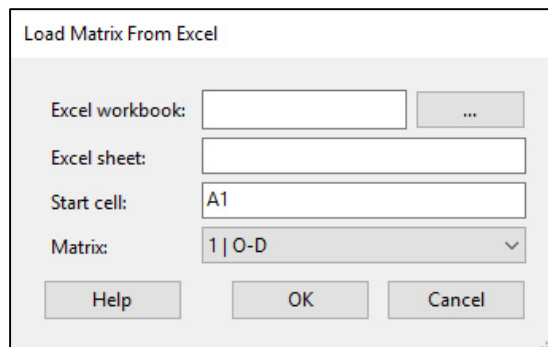 Load Matrix From Excel
Excel workbook: ...
Excel sheet:
Start cell: A1
Matrix: 1 | O-D
Help OK Cancel